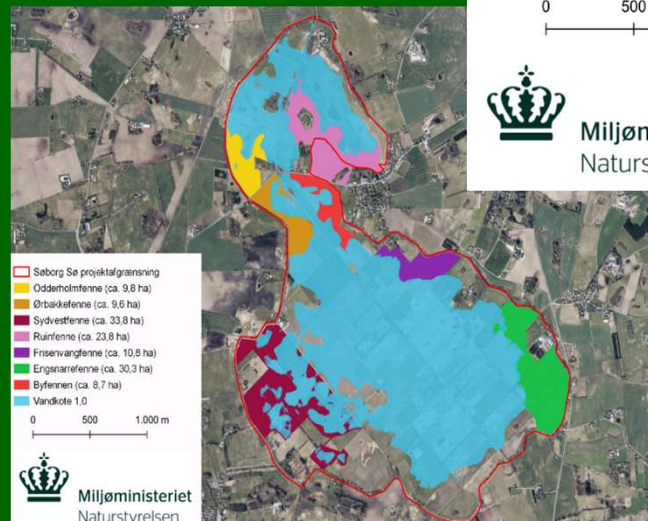 0 500
Miljøm
Naturs
Søborg Sø projektafgrænsning
Odderholmfenne (ca. 9,8 ha)
Ørbakkefenne (ca. 9,6 ha)
Sydvestfenne (ca. 33,8 ha)
Ruinfenne (ca. 23,8 ha)
Frisenvangfenne (ca. 10,8 ha)
Engsnarrefenne (ca. 30,3 ha)
Byfennen (ca. 8,7 ha)
Vandkote 1,0
0 500 1.000 m
Miljøministeriet
Naturstyrelsen